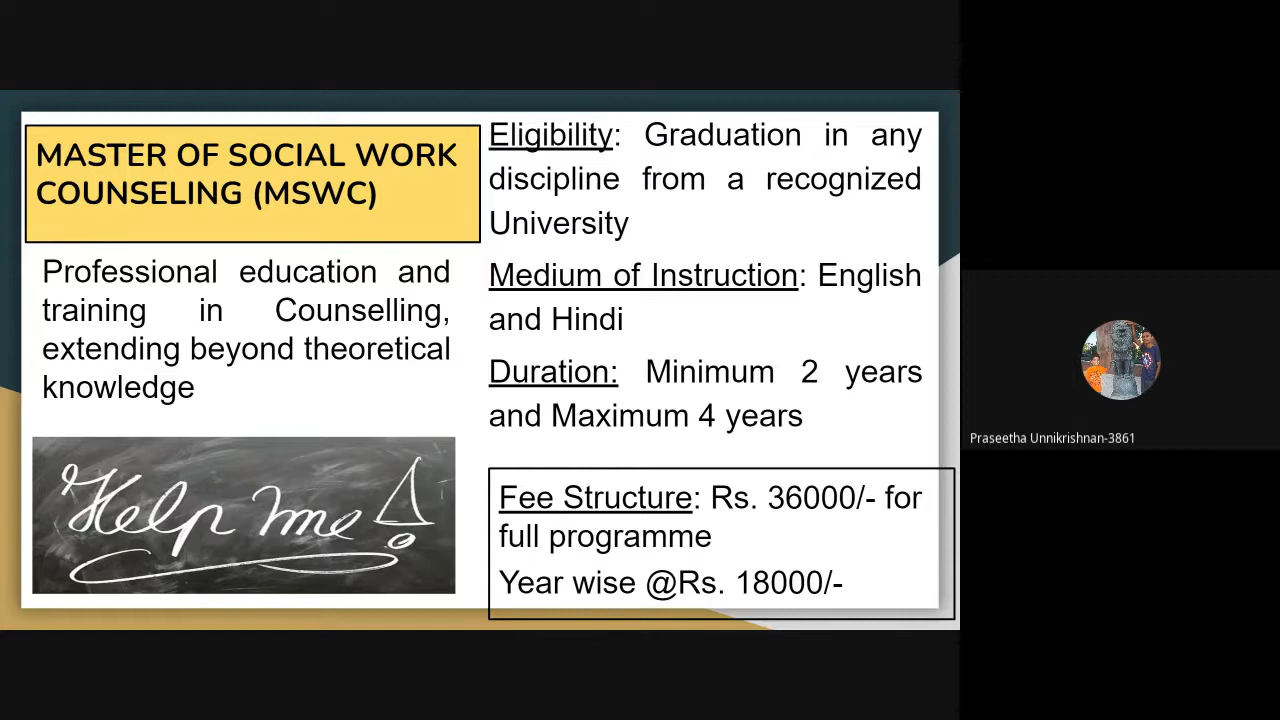 MASTER OF SOCIAL WORK
COUNSELING (MSWC)
Professional education and
training in Counselling,
extending beyond theoretical
knowledge
Help me!
Eligibility: Graduation in any
discipline from a recognized
University
Medium of Instruction: English
and Hindi
Duration: Minimum 2 years
and Maximum 4 years
Fee Structure: Rs. 36000/- for
full programme
Year wise @Rs. 18000/-
Praseetha Unnikrishnan-3861